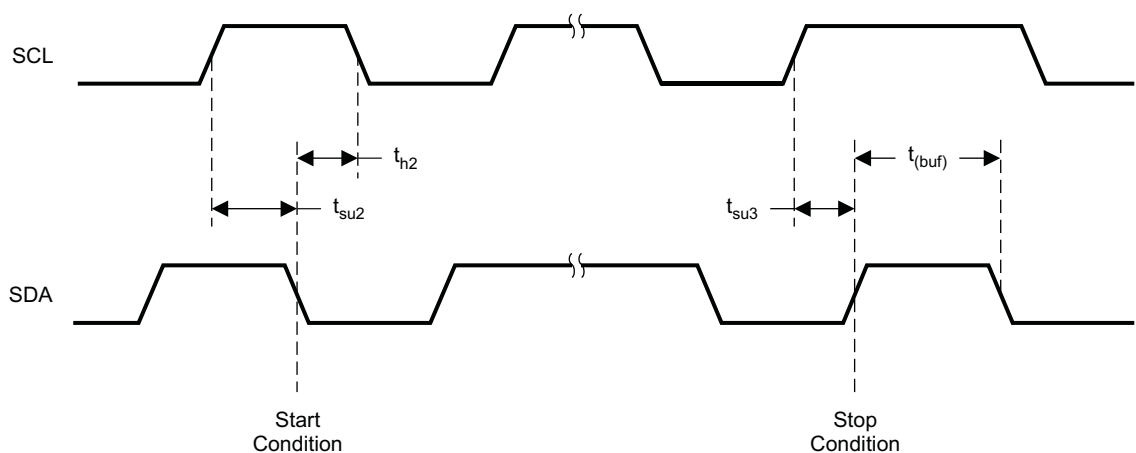 SCL
t(buf)
th2
tsu2
tsu3
SDA
Start
Condition
Stop
Condition